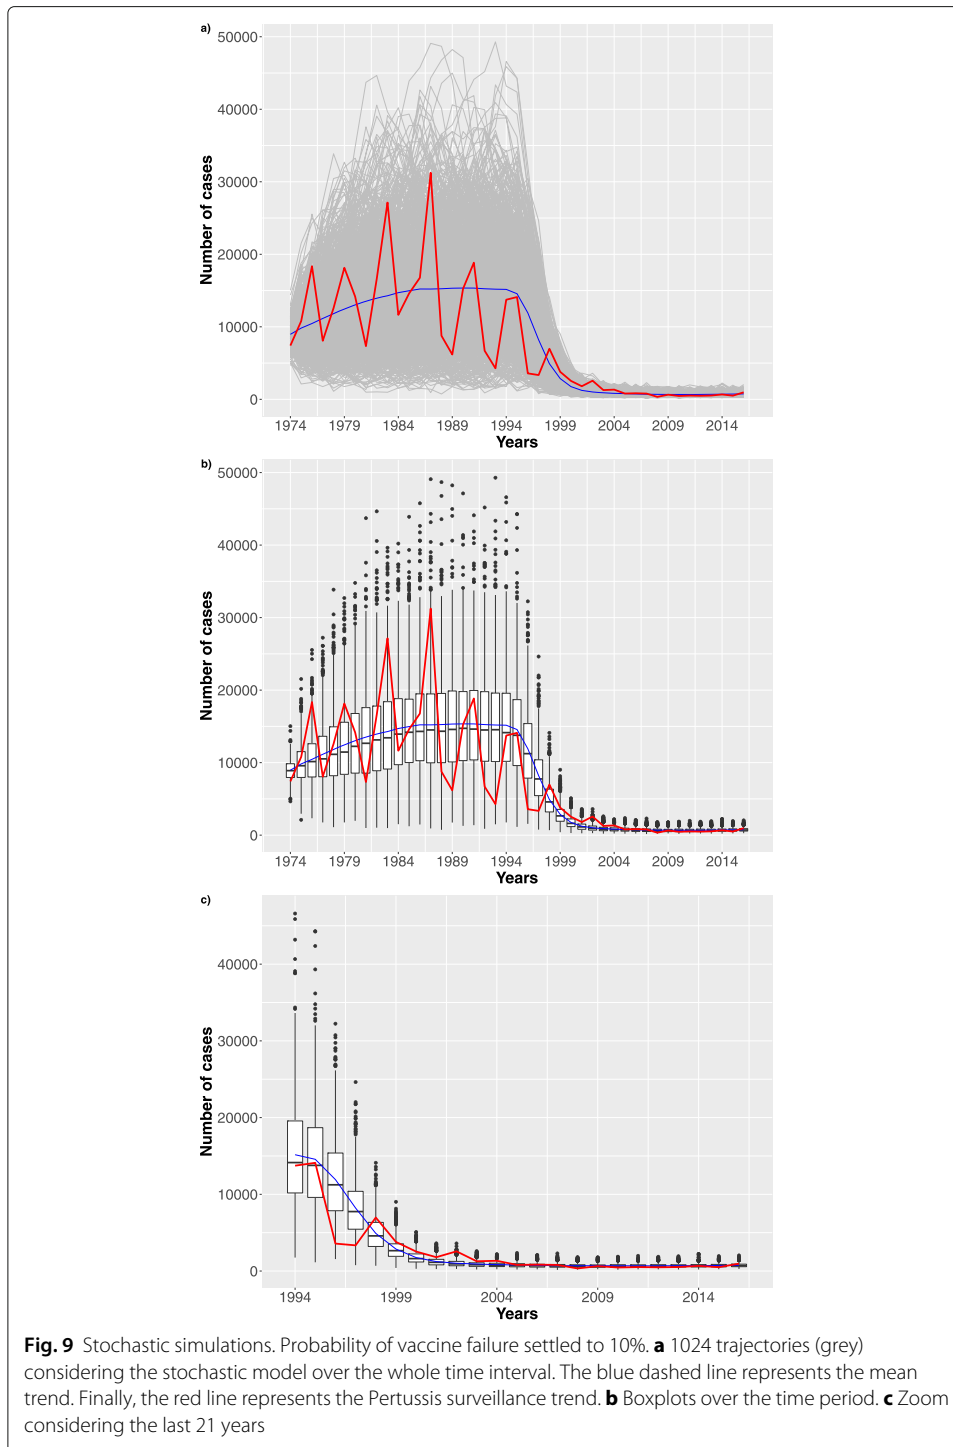 a)
50000
40000
30000
20000
10000
0
Number of cases
1974 1979 1984 1989 1994 1999 2004 2009 2014
Years
b)
50000
40000
30000
20000
10000
0
Number of cases
1974 1979 1984 1989 1994 1999 2004 2009 2014
Years
c)
40000
30000
20000
10000
0
Number of cases
1994 1999 2004 2009 2014
Years
Fig. 9 Stochastic simulations. Probability of vaccine failure settled to 10%. a 1024 trajectories (grey)
considering the stochastic model over the whole time interval. The blue dashed line represents the mean
trend. Finally, the red line represents the Pertussis surveillance trend. b Boxplots over the time period. c Zoom
considering the last 21 years